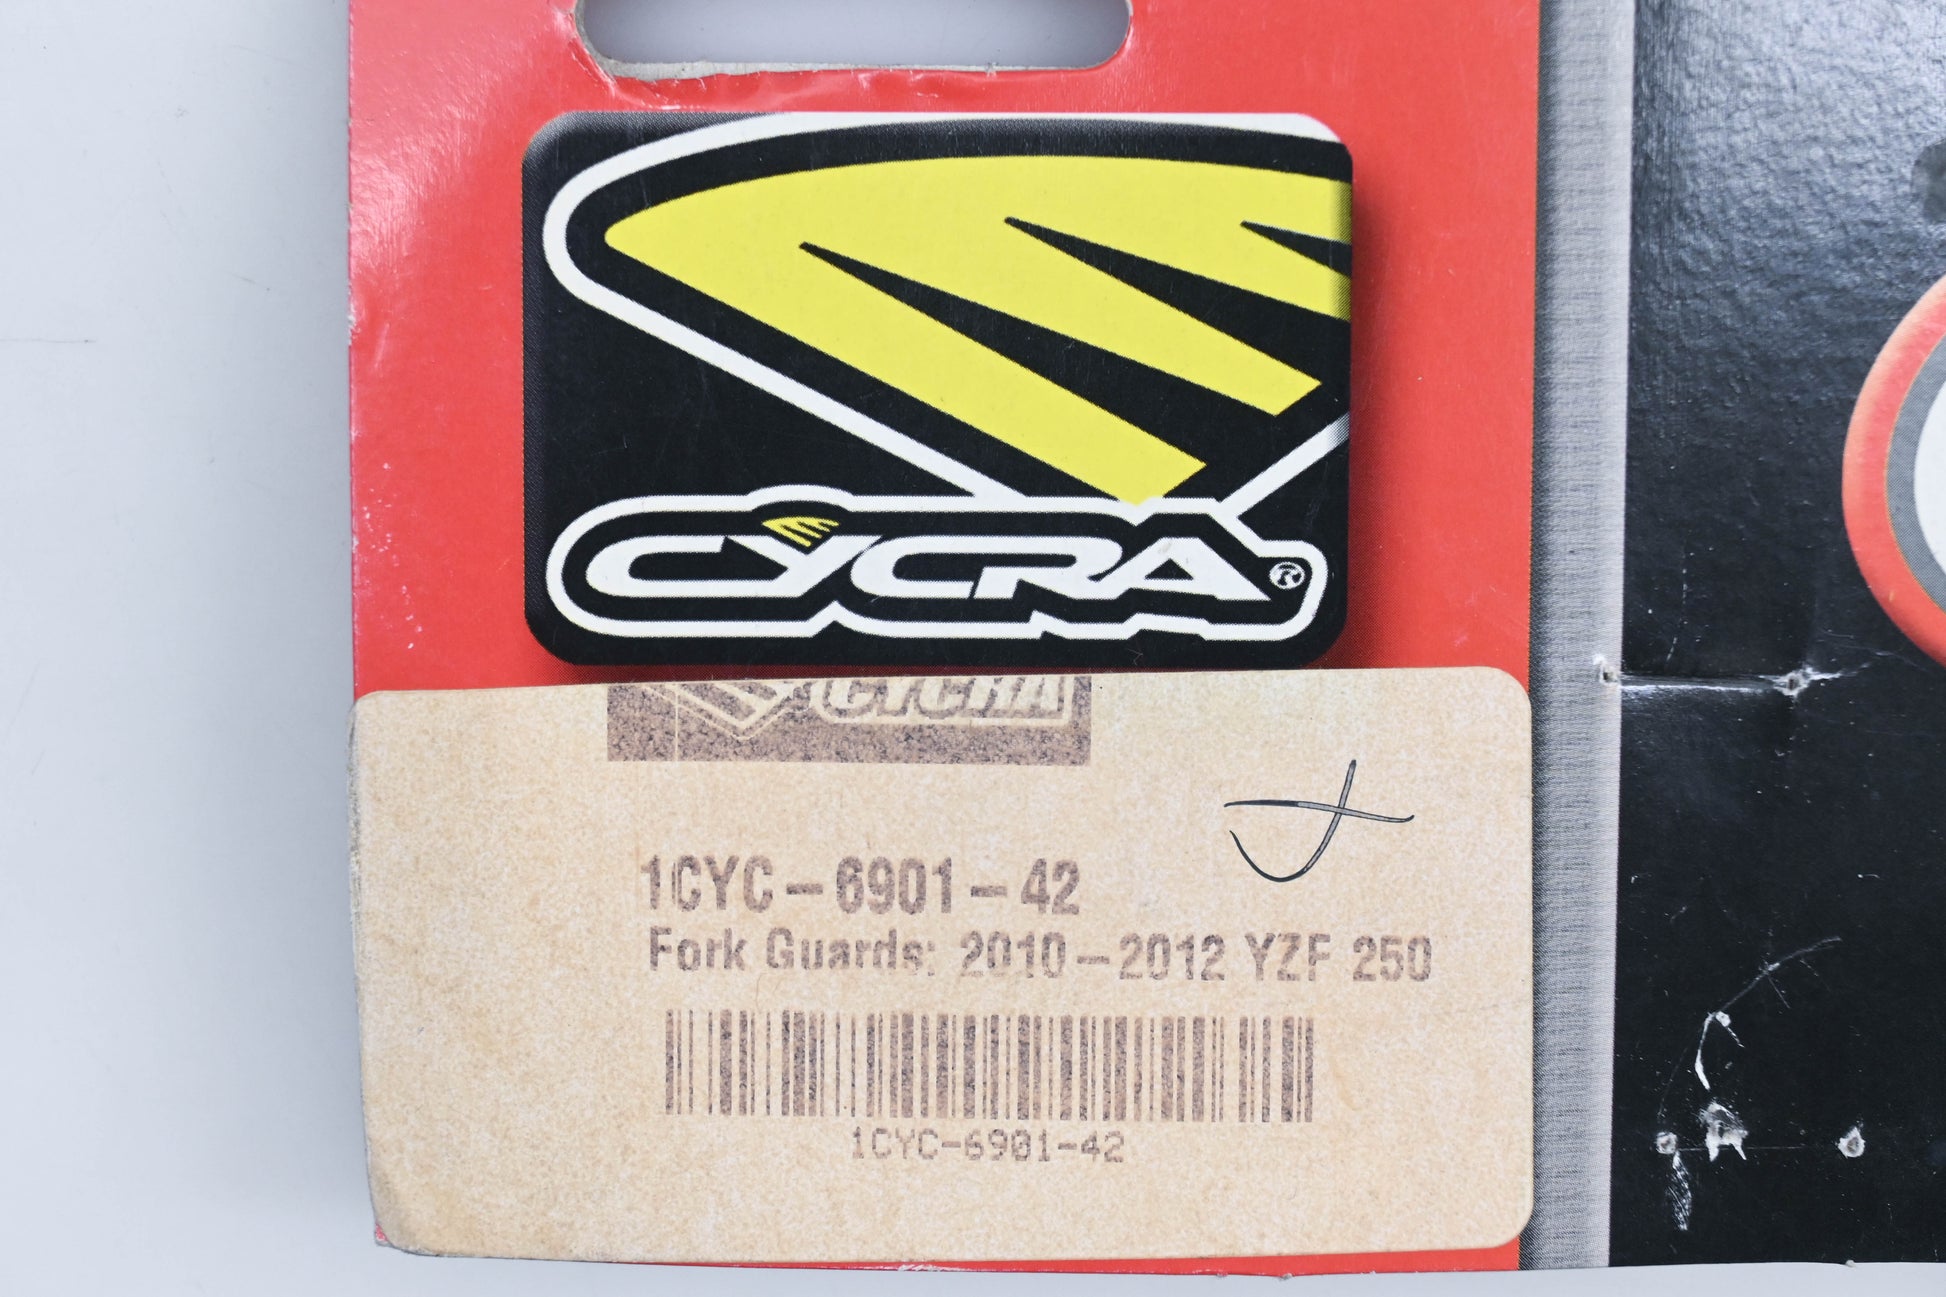 CYCRA®
CYCRA
1CYC-6901-42
Fork Guards: 2010-2012 YZF 250
1CYC-6901-42